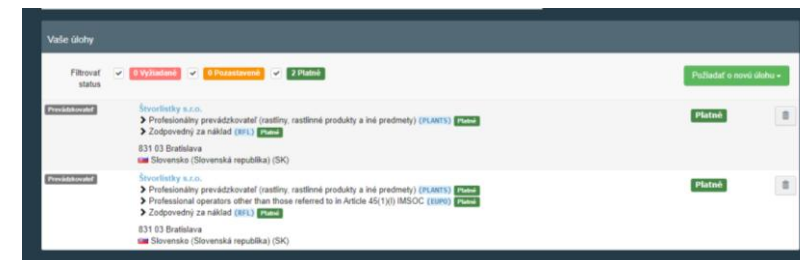 Vaše úlohy
Filtrovať status
0 Vyžiadané
0 Pozastavené
2 Platné
Požiadať o novú úlohu
Prevádzkovateľ
Štvorlístky s.r.o.
Profesionálny prevádzkovateľ (rastliny, rastlinné produkty a iné predmety) (PLANTS) Platné
Zodpovedný za náklad (RFL) Platné
831 03 Bratislava
Slovensko (Slovenská republika) (SK)
Platné
Prevádzkovateľ
Štvorlístky s.r.o.
Profesionálny prevádzkovateľ (rastliny, rastlinné produkty a iné predmety) (PLANTS) Platné
Professional operators other than those referred to in Article 45(1)(l) IMSOC (EUPO) Platné
Zodpovedný za náklad (RFL) Platné
831 03 Bratislava
Slovensko (Slovenská republika) (SK)
Platné